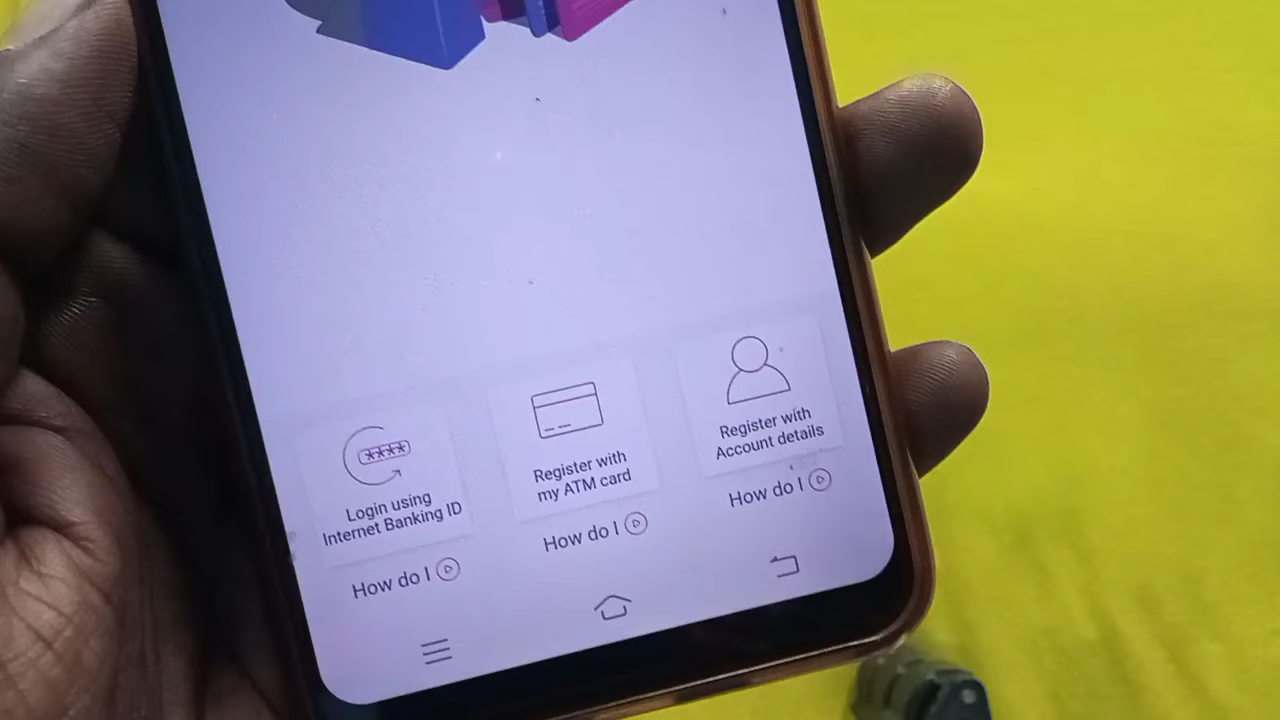 ****
Login using
Internet Banking ID
How do I
Register with
my ATM card
How do I
Register with
Account details
How do I